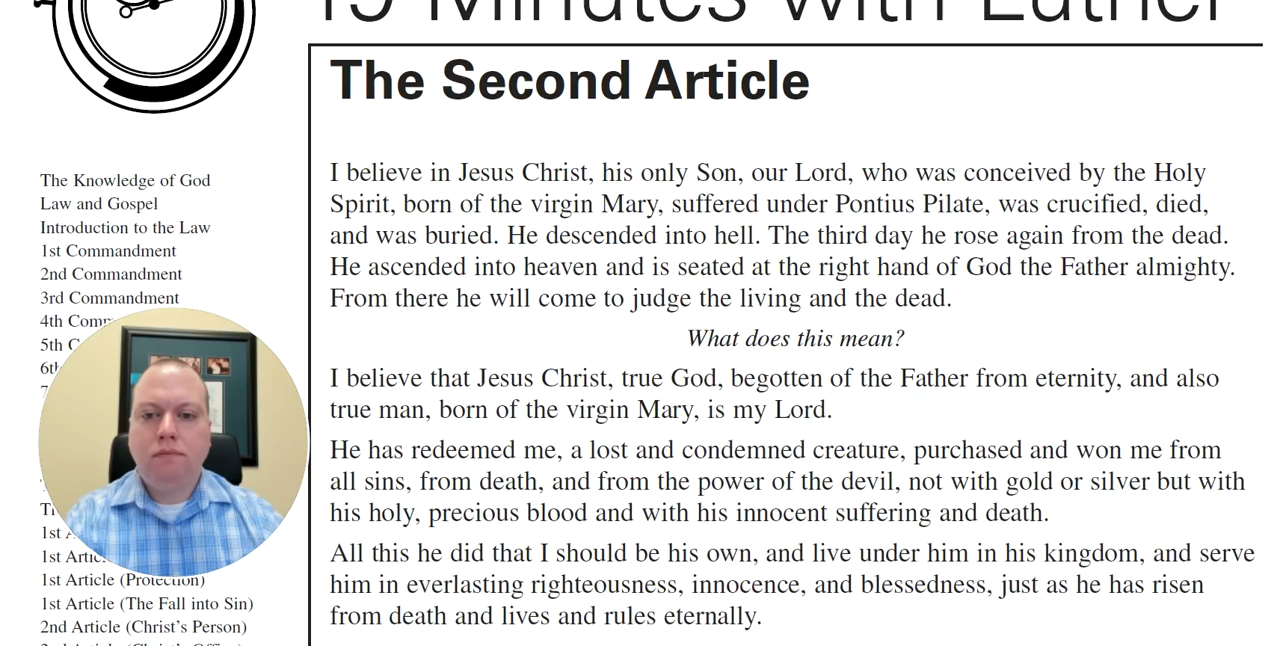 15 Minutes with Luther
The Second Article
The Knowledge of God
Law and Gospel
Introduction to the Law
1st Commandment
2nd Commandment
3rd Commandment
4th
5th
6th
1st
1st
1st Article (Protection)
1st Article (The Fall into Sin)
2nd Article (Christ's Person)
I believe in Jesus Christ, his only Son, our Lord, who was conceived by the Holy
Spirit, born of the virgin Mary, suffered under Pontius Pilate, was crucified, died,
and was buried. He descended into hell. The third day he rose again from the dead.
He ascended into heaven and is seated at the right hand of God the Father almighty.
From there he will come to judge the living and the dead.
What does this mean?
I believe that Jesus Christ, true God, begotten of the Father from eternity, and also
true man, born of the virgin Mary, is my Lord.
He has redeemed me, a lost and condemned creature, purchased and won me from
all sins, from death, and from the power of the devil, not with gold or silver but with
his holy, precious blood and with his innocent suffering and death.
All this he did that I should be his own, and live under him in his kingdom, and serve
him in everlasting righteousness, innocence, and blessedness, just as he has risen
from death and lives and rules eternally.